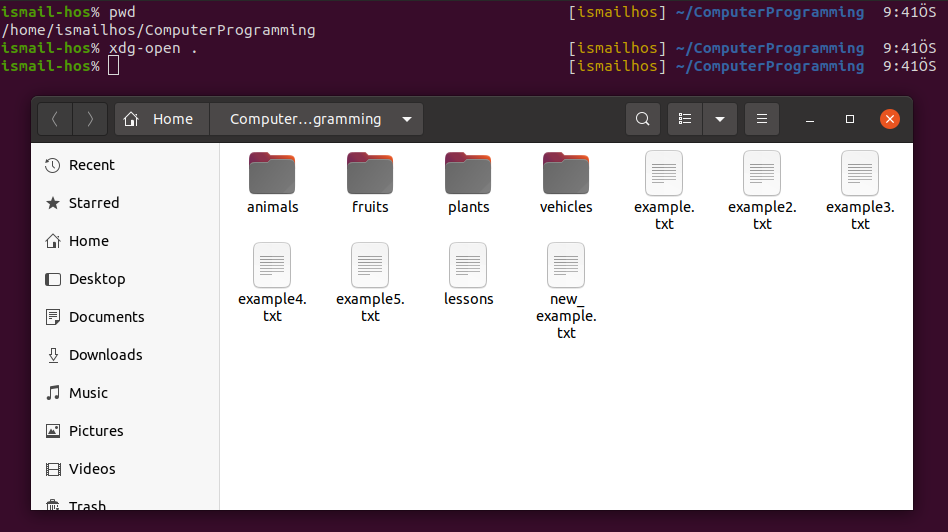 ismail-hos% pwd [ismailhos] ~/ComputerProgramming 9:41ÖS
/home/ismailhos/ComputerProgramming
ismail-hos% xdg-open . [ismailhos] ~/ComputerProgramming 9:41ÖS
ismail-hos% [ismailhos] ~/ComputerProgramming 9:41ÖS
Home Computer…gramming
Recent
Starred
Home
Desktop
Documents
Downloads
Music
Pictures
Videos
Trash
animals
fruits
plants
vehicles
example.
txt
example2.
txt
example3.
txt
example4.
txt
example5.
txt
lessons
new_
example.
txt